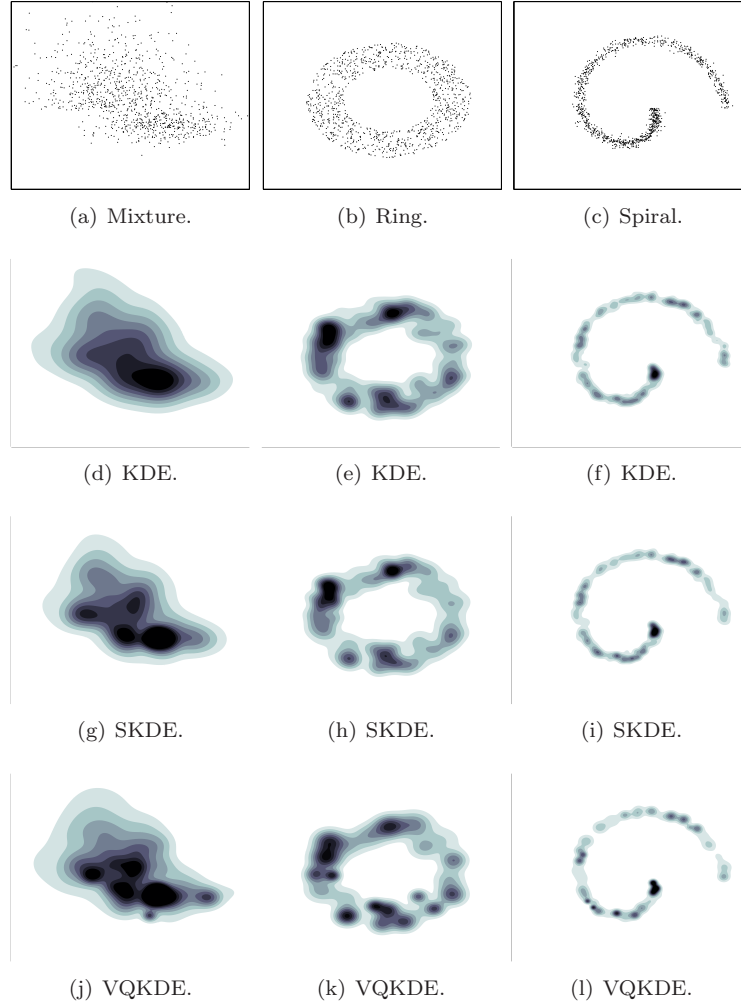 (a) Mixture.
(b) Ring.
(c) Spiral.
(d) KDE.
(e) KDE.
(f) KDE.
(g) SKDE.
(h) SKDE.
(i) SKDE.
(j) VQKDE.
(k) VQKDE.
(l) VQKDE.